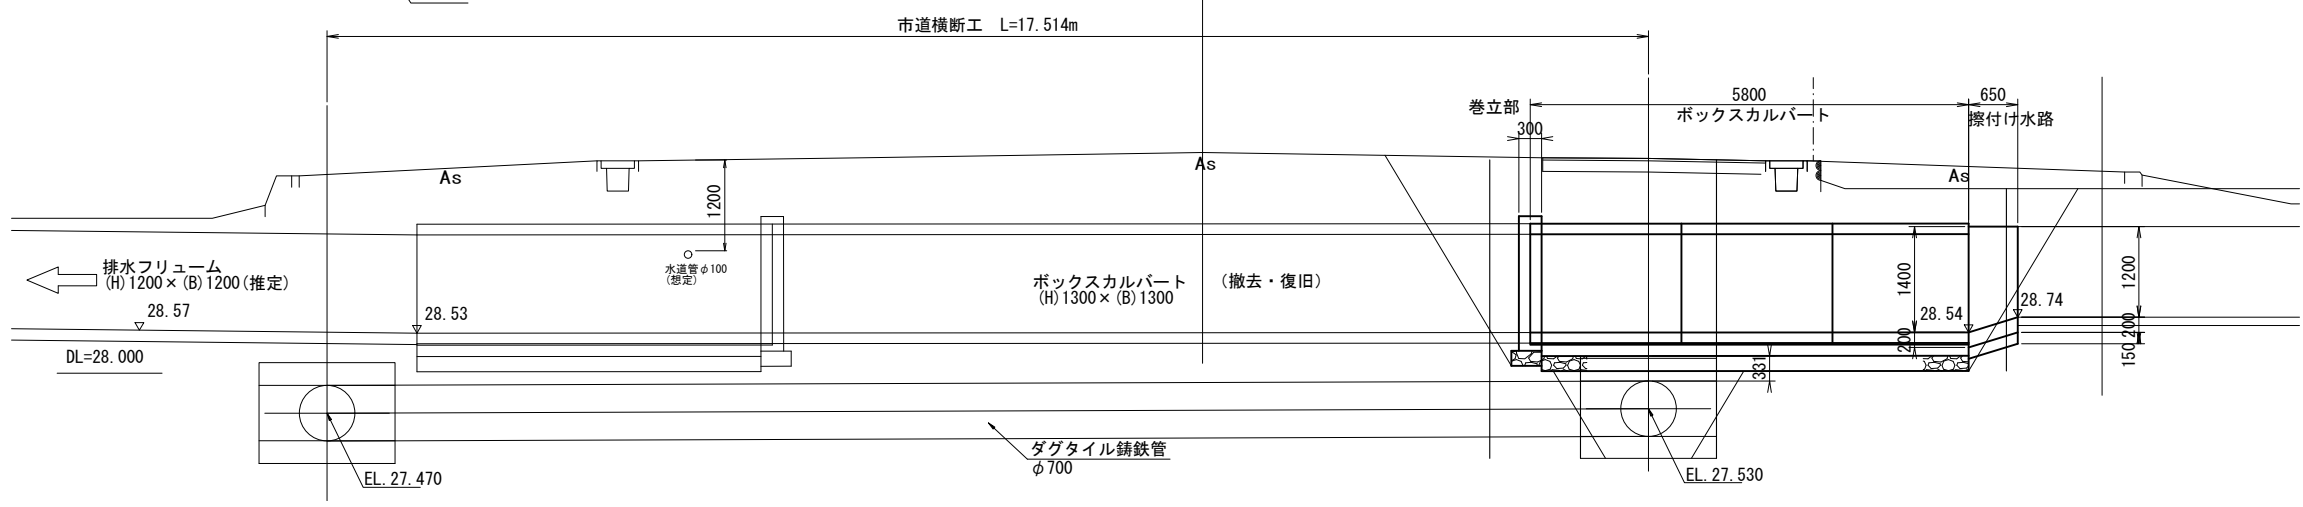 市道横断工　L=17.514m
5800
650
巻立部
ボックスカルバート
擦付け水路
300
As
As
As
1200
排水フリューム
(H)1200×(B)1200(推定)
水道管φ100
(想定)
ボックスカルバート　(撤去・復旧)
(H)1300×(B)1300
1400
1200
28.57
28.53
28.54
28.74
200
200
150
331
DL=28.000
ダグタイル鋳鉄管
φ700
EL.27.470
EL.27.530